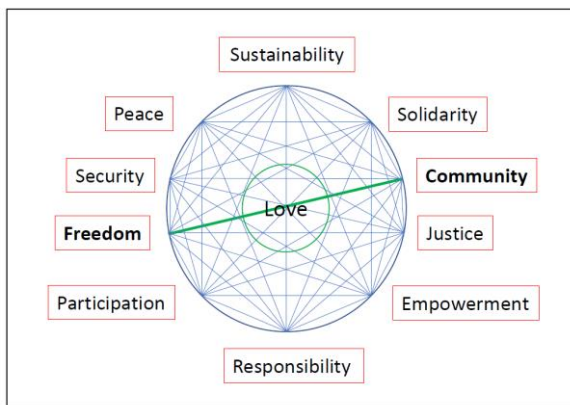 Sustainability
Peace
Solidarity
Security
Community
Love
Freedom
Justice
Participation
Empowerment
Responsibility